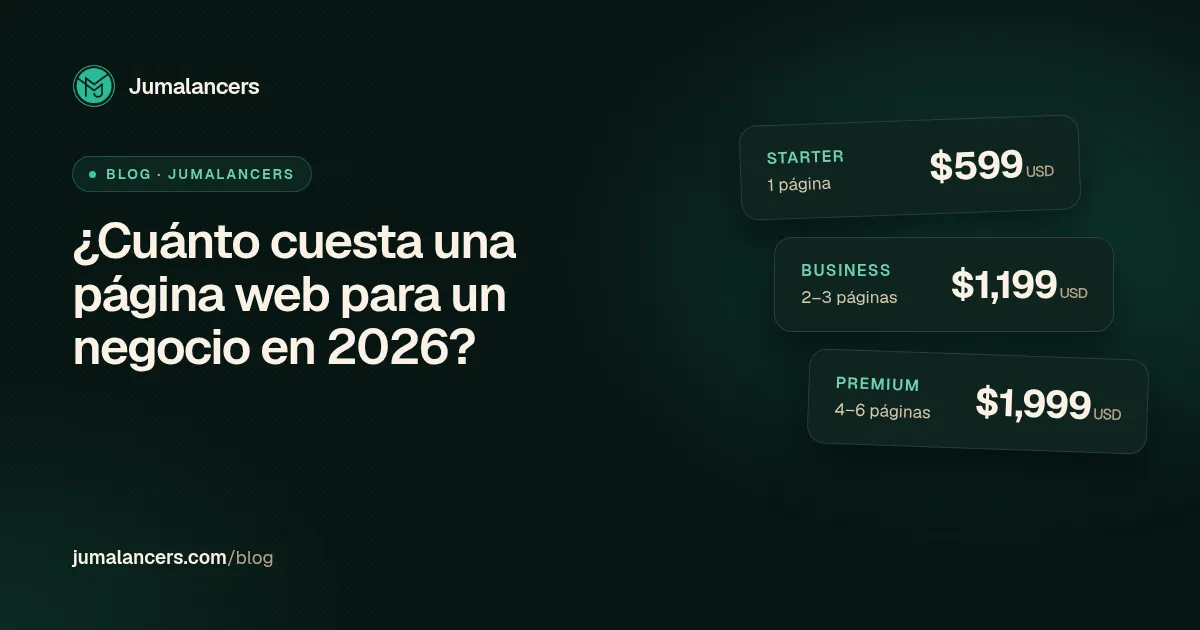 Jumalancers
BLOG · JUMALANCERS
¿Cuánto cuesta una
página web para un
negocio en 2026?
STARTER
1 página
$599 USD
BUSINESS
2–3 páginas
$1,199 USD
PREMIUM
4–6 páginas
$1,999 USD
jumalancers.com/blog